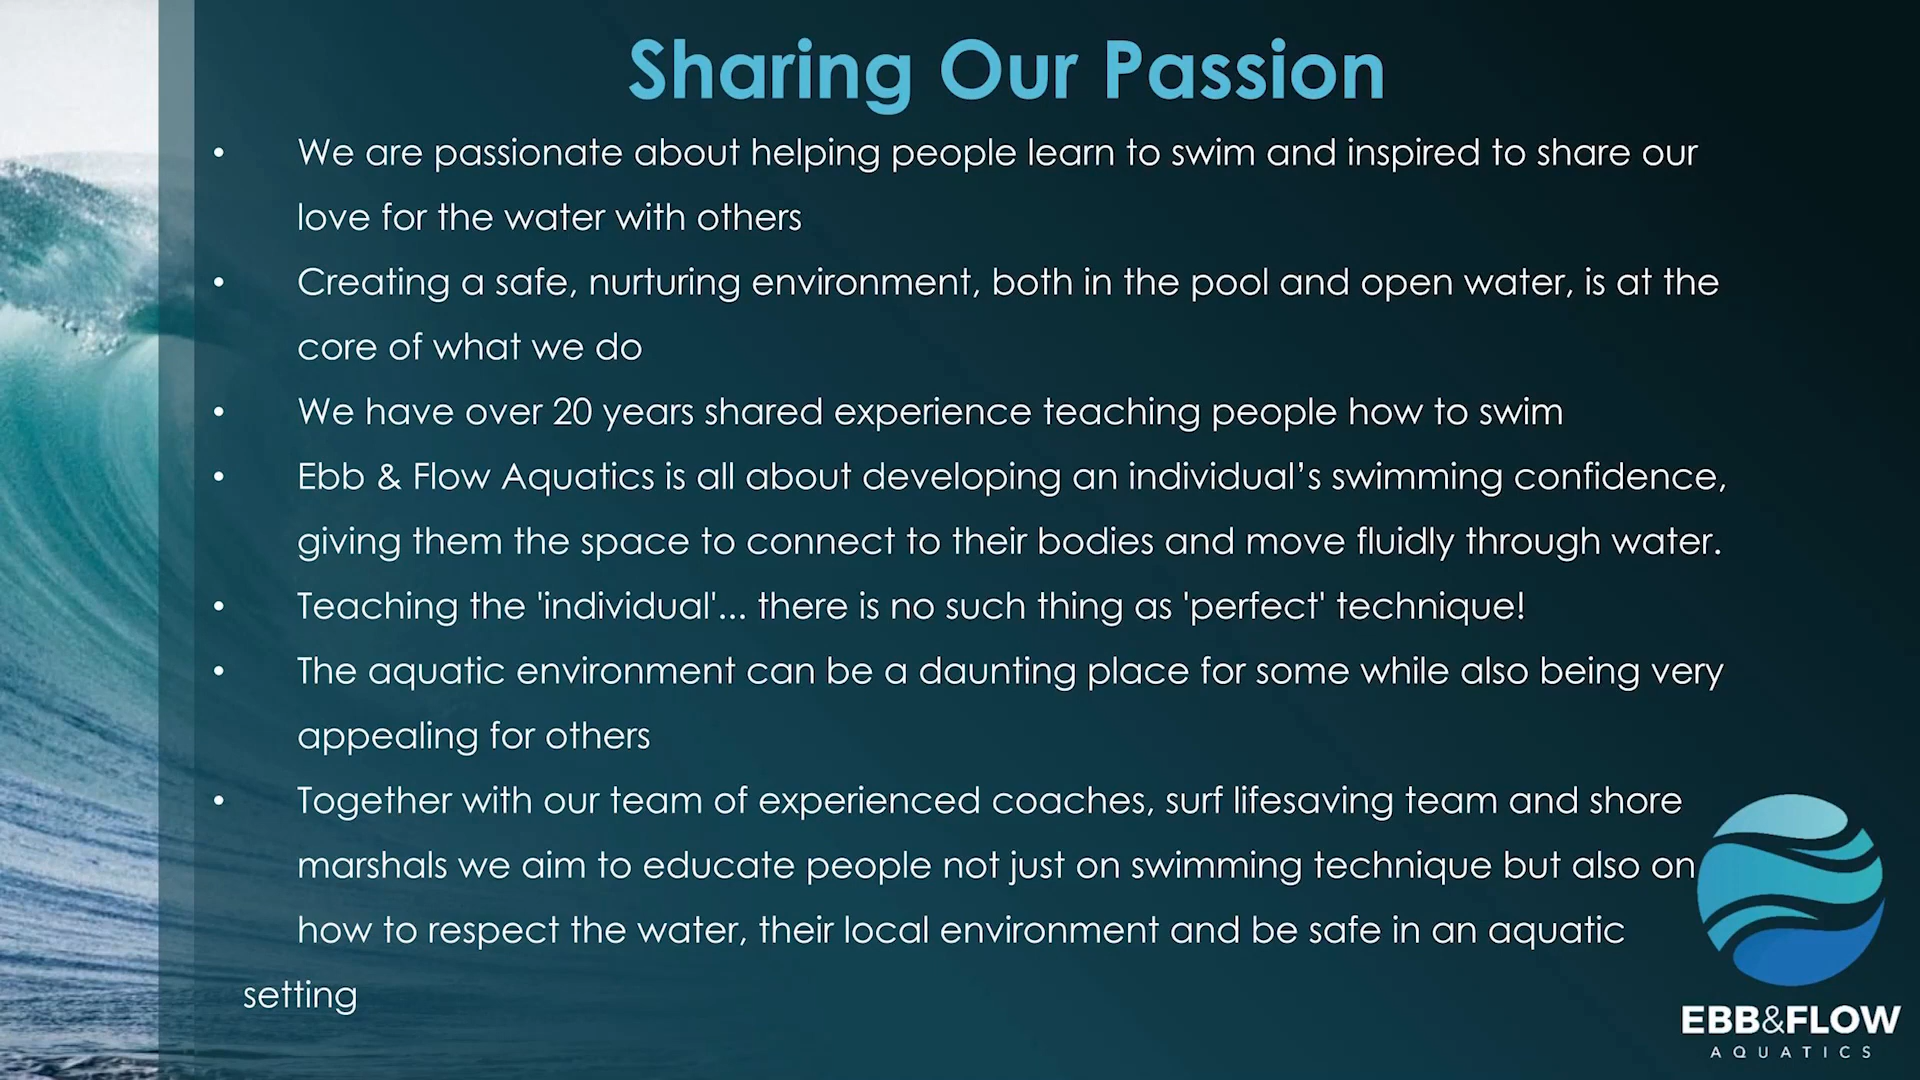 Sharing Our Passion
• We are passionate about helping people learn to swim and inspired to share our
love for the water with others
• Creating a safe, nurturing environment, both in the pool and open water, is at the
core of what we do
• We have over 20 years shared experience teaching people how to swim
• Ebb & Flow Aquatics is all about developing an individual’s swimming confidence,
giving them the space to connect to their bodies and move fluidly through water.
• Teaching the 'individual'... there is no such thing as 'perfect' technique!
• The aquatic environment can be a daunting place for some while also being very
appealing for others
• Together with our team of experienced coaches, surf lifesaving team and shore
marshals we aim to educate people not just on swimming technique but also on
how to respect the water, their local environment and be safe in an aquatic
setting
EBB&FLOW
AQUATICS